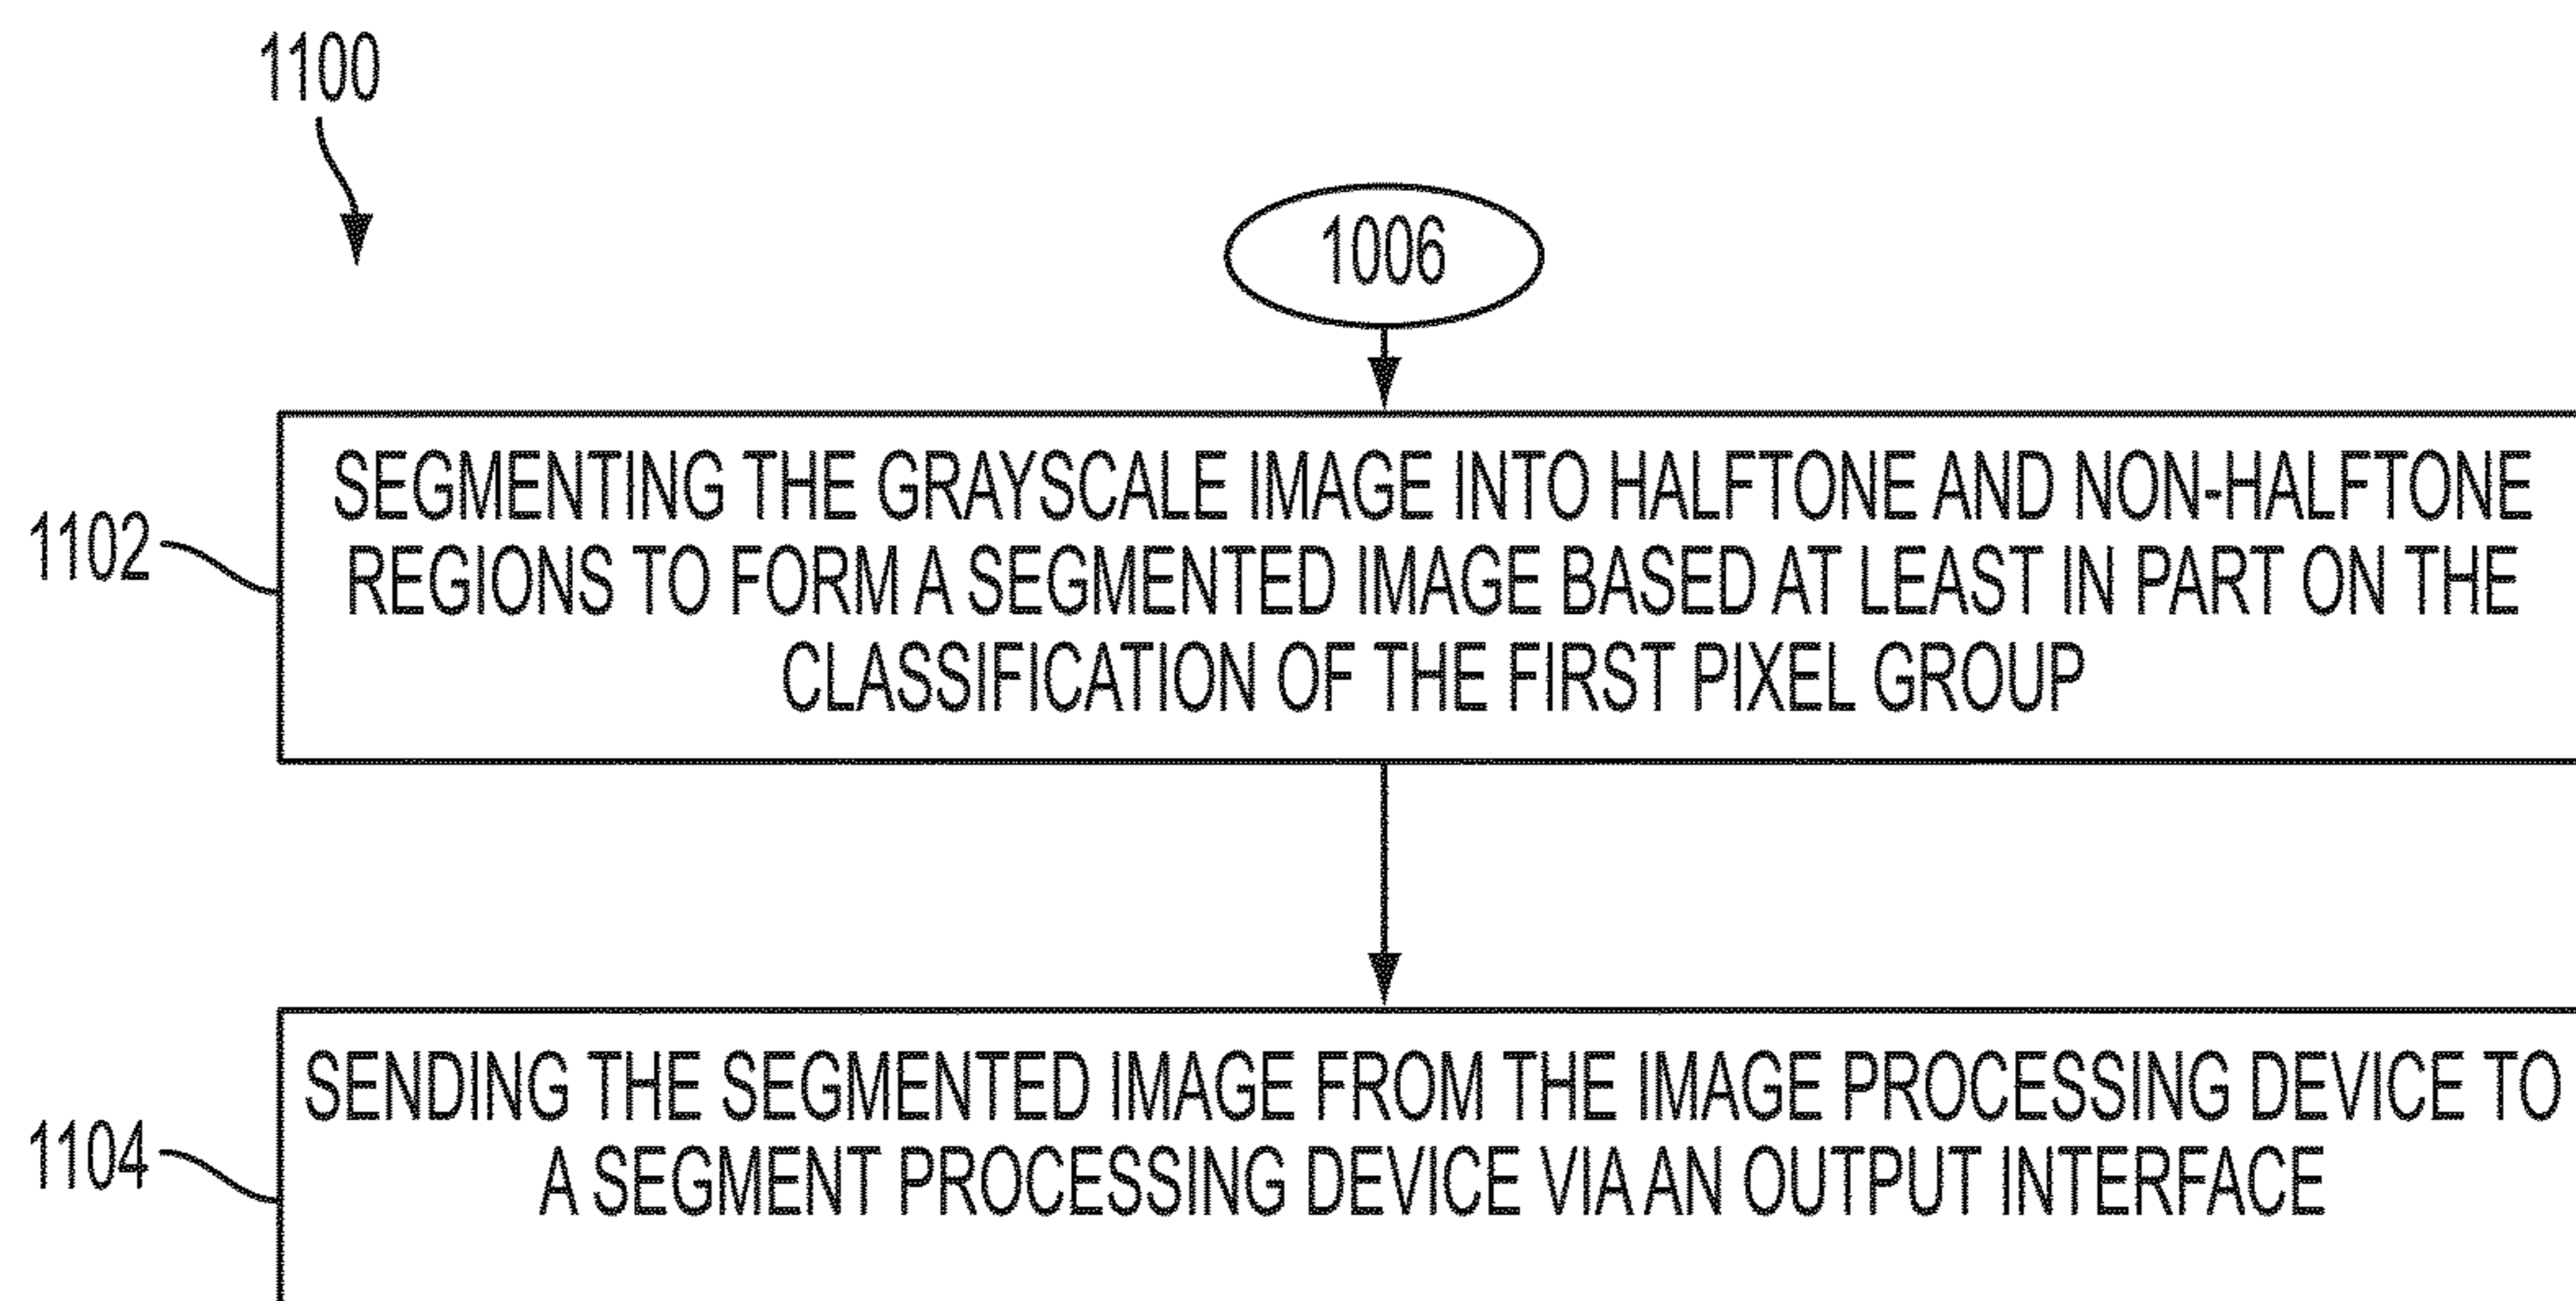 1100
1006
1102
SEGMENTING THE GRAYSCALE IMAGE INTO HALFTONE AND NON-HALFTONE
REGIONS TO FORM A SEGMENTED IMAGE BASED AT LEAST IN PART ON THE
CLASSIFICATION OF THE FIRST PIXEL GROUP
1104
SENDING THE SEGMENTED IMAGE FROM THE IMAGE PROCESSING DEVICE TO
A SEGMENT PROCESSING DEVICE VIA AN OUTPUT INTERFACE